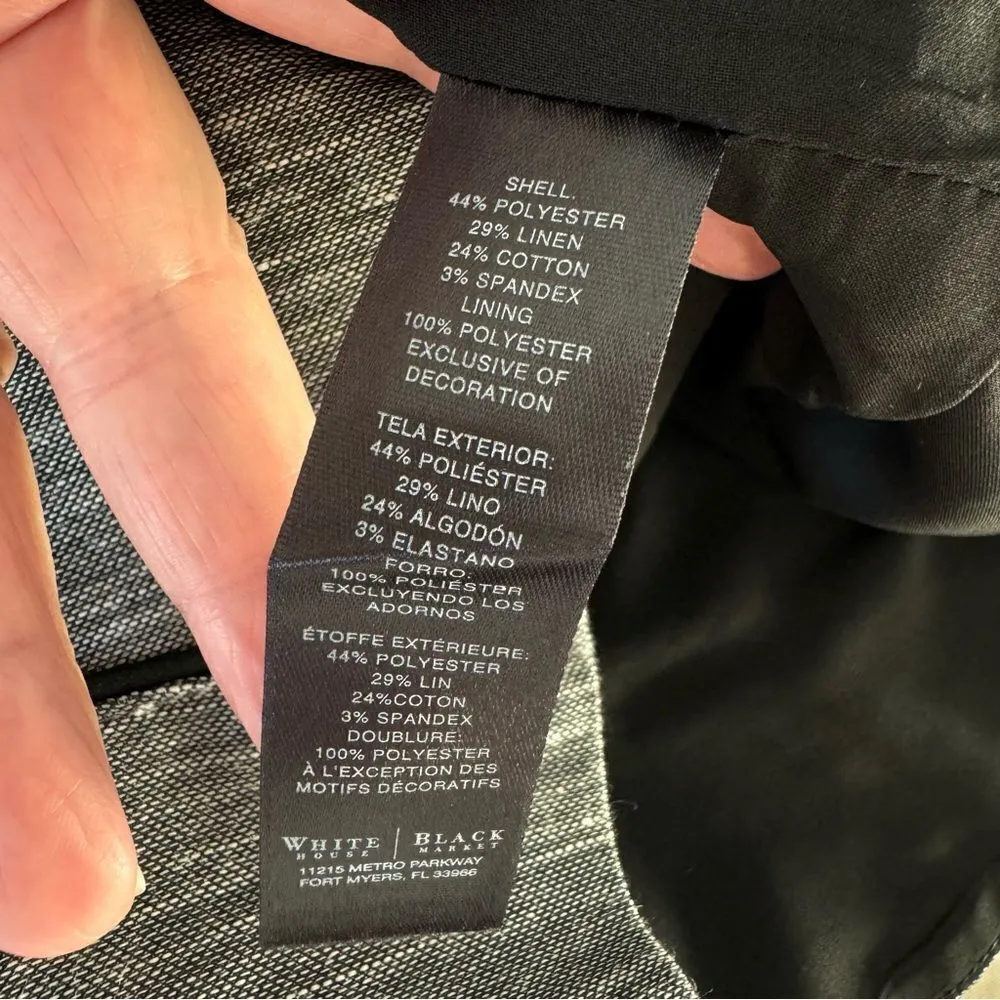 SHELL.
44% POLYESTER
29% LINEN
24% COTTON
3% SPANDEX
LINING
100% POLYESTER
EXCLUSIVE OF
DECORATION
TELA EXTERIOR:
44% POLIÉSTER
29% LINO
24% ALGODÓN
3% ELASTANO
FORRO:
100% POLIÉSTER
EXCLUYENDO LOS
ADORNOS
ÉTOFFE EXTÉRIEURE:
44% POLYESTER
29% LIN
24%COTON
3% SPANDEX
DOUBLURE:
100% POLYESTER
À L'EXCEPTION DES
MOTIFS DÉCORATIFS
WHITE | BLACK
HOUSE | MARKET
11215 METRO PARKWAY
FORT MYERS, FL 33966